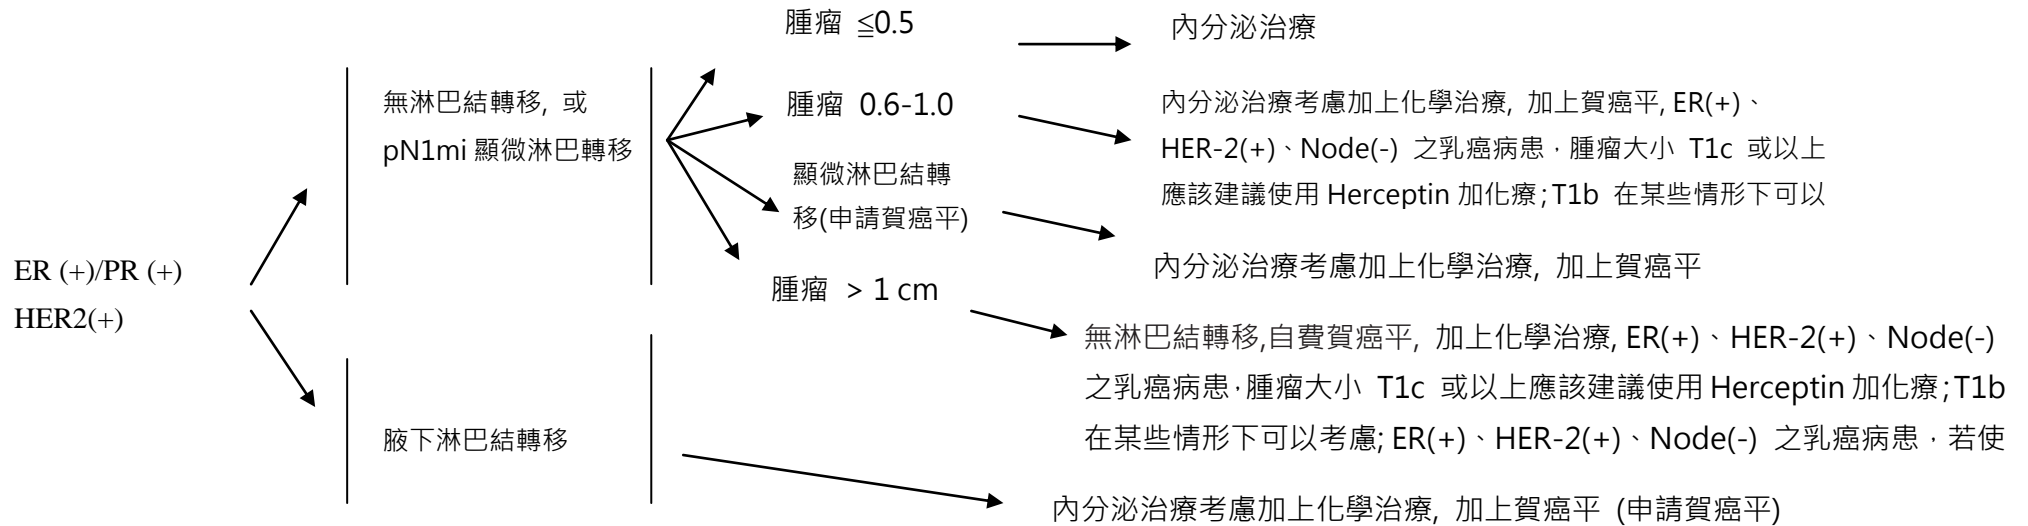 腫瘤 ≦0.5
內分泌治療
無淋巴結轉移, 或
pN1mi 顯微淋巴轉移
腫瘤 0.6-1.0
內分泌治療考慮加上化學治療, 加上賀癌平, ER(+)、
HER-2(+)、Node(-) 之乳癌病患，腫瘤大小 T1c 或以上
應該建議使用 Herceptin 加化療；T1b 在某些情形下可以
顯微淋巴結轉
移(申請賀癌平)
內分泌治療考慮加上化學治療, 加上賀癌平
ER (+)/PR (+)
HER2(+)
腫瘤 > 1 cm
無淋巴結轉移,自費賀癌平, 加上化學治療, ER(+)、HER-2(+)、Node(-)
之乳癌病患，腫瘤大小 T1c 或以上應該建議使用 Herceptin 加化療；T1b
在某些情形下可以考慮; ER(+)、HER-2(+)、Node(-) 之乳癌病患，若使
腋下淋巴結轉移
內分泌治療考慮加上化學治療, 加上賀癌平 (申請賀癌平)